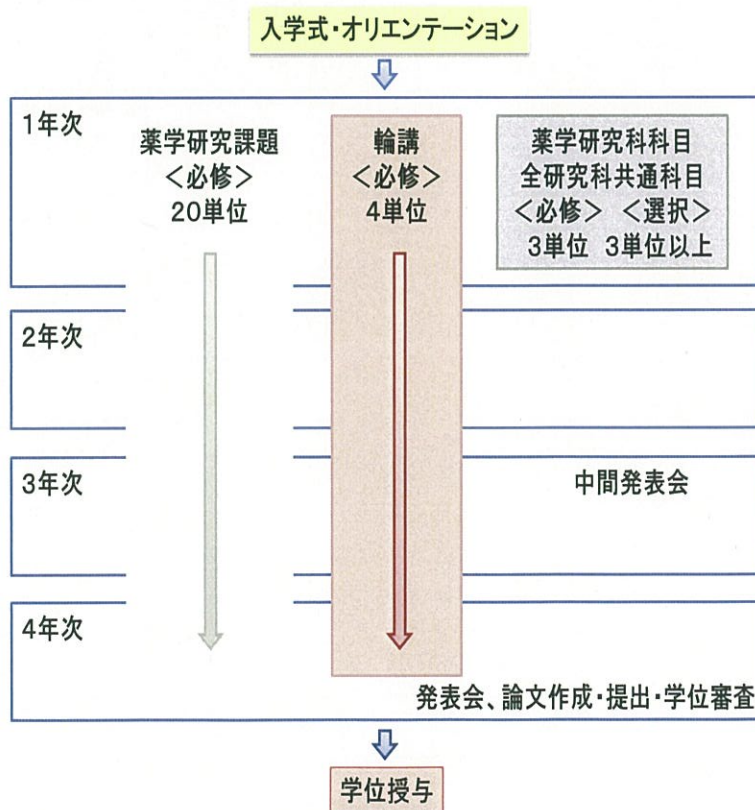 入学式・オリエンテーション
1年次
薬学研究課題
<必修>
20単位
輪講
<必修>
4単位
薬学研究科科目
全研究科共通科目
<必修> <選択>
3単位 3単位以上
2年次
3年次
中間発表会
4年次
発表会、論文作成・提出・学位審査
学位授与